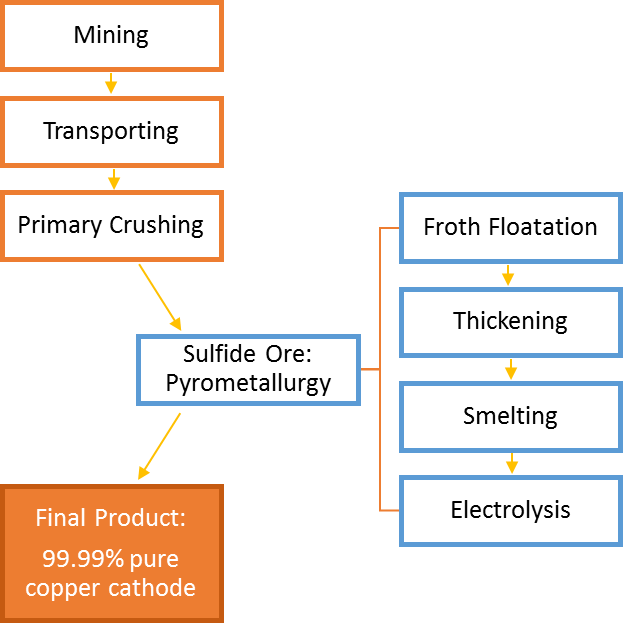 Mining
Transporting
Primary Crushing
Sulfide Ore:
Pyrometallurgy
Froth Floatation
Thickening
Smelting
Electrolysis
Final Product:
99.99% pure
copper cathode